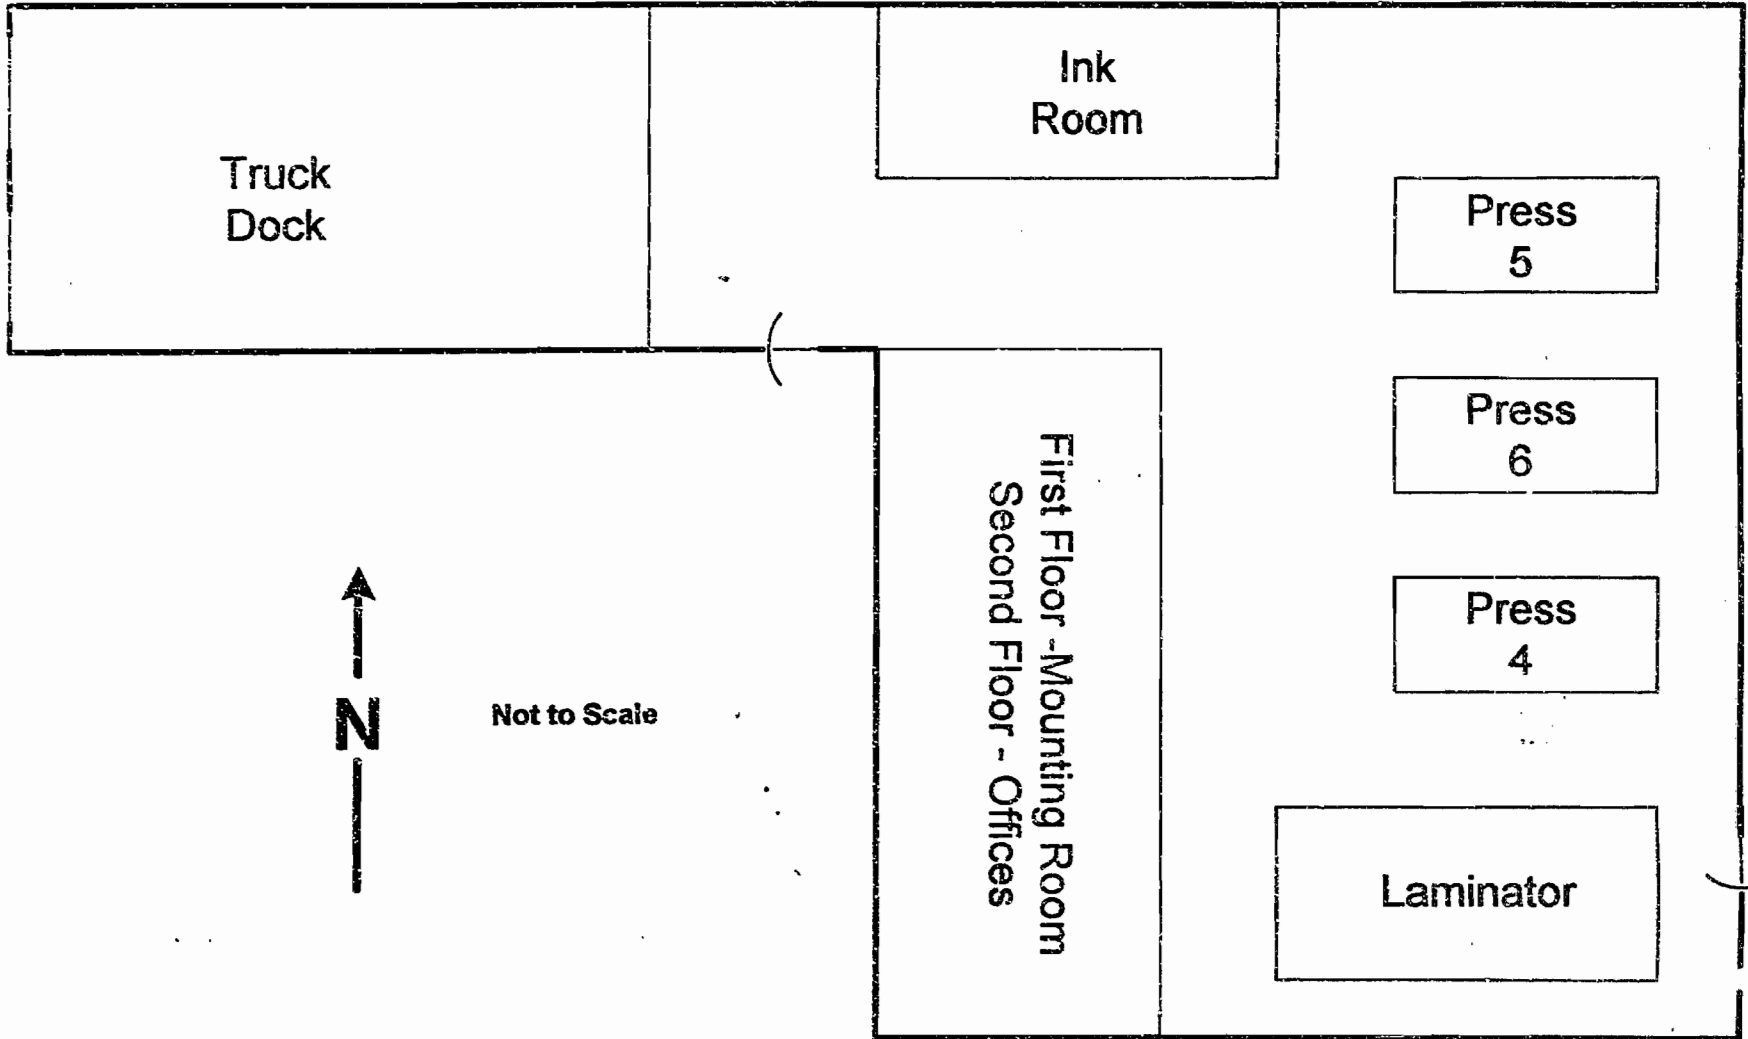 Ink
Room
Truck
Dock
Press
5
Press
6
First Floor -Mounting Room
Second Floor - Offices
Press
4
N
Not to Scale
Laminator